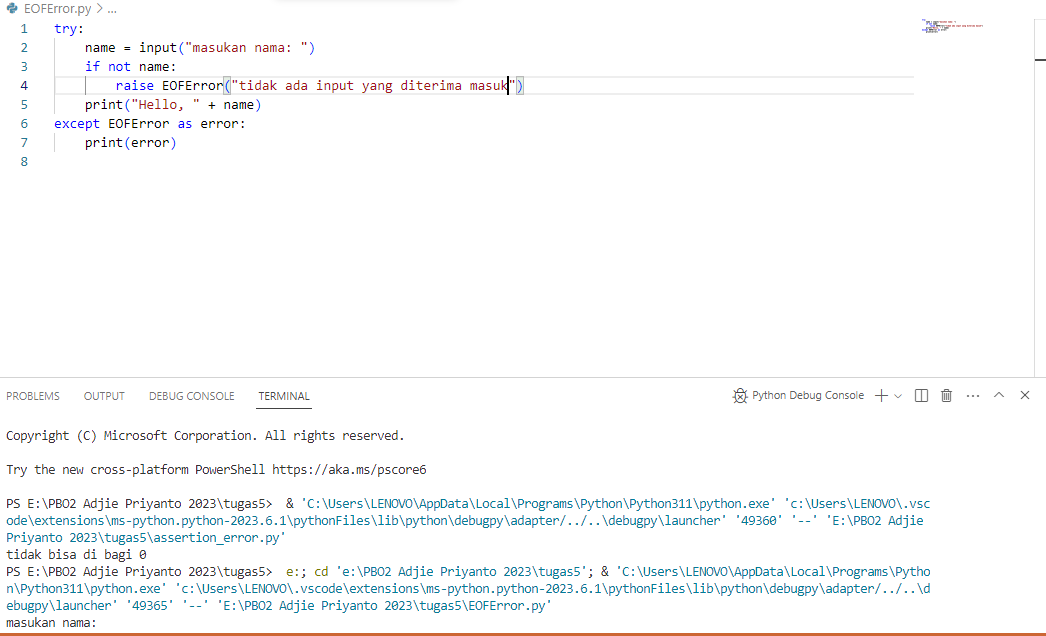 EOFError.py > ...
1 try:
2     name = input("masukan nama: ")
3     if not name:
4         raise EOFError("tidak ada input yang diterima masuk")
5     print("Hello, " + name)
6 except EOFError as error:
7     print(error)
8
PROBLEMS OUTPUT DEBUG CONSOLE TERMINAL Python Debug Console
Copyright (C) Microsoft Corporation. All rights reserved.
Try the new cross-platform PowerShell https://aka.ms/pscore6
PS E:\PBO2 Adjie Priyanto 2023\tugas5>  & 'C:\Users\LENOVO\AppData\Local\Programs\Python\Python311\python.exe' 'c:\Users\LENOVO\.vsc
ode\extensions\ms-python.python-2023.6.1\pythonFiles\lib\python\debugpy\adapter/../..\debugpy\launcher' '49360' '--' 'E:\PBO2 Adjie
Priyanto 2023\tugas5\assertion_error.py'
tidak bisa di bagi 0
PS E:\PBO2 Adjie Priyanto 2023\tugas5>  e:; cd 'e:\PBO2 Adjie Priyanto 2023\tugas5'; & 'C:\Users\LENOVO\AppData\Local\Programs\Pytho
n\Python311\python.exe' 'c:\Users\LENOVO\.vscode\extensions\ms-python.python-2023.6.1\pythonFiles\lib\python\debugpy\adapter/../..\d
ebugpy\launcher' '49365' '--' 'E:\PBO2 Adjie Priyanto 2023\tugas5\EOFError.py'
masukan nama: